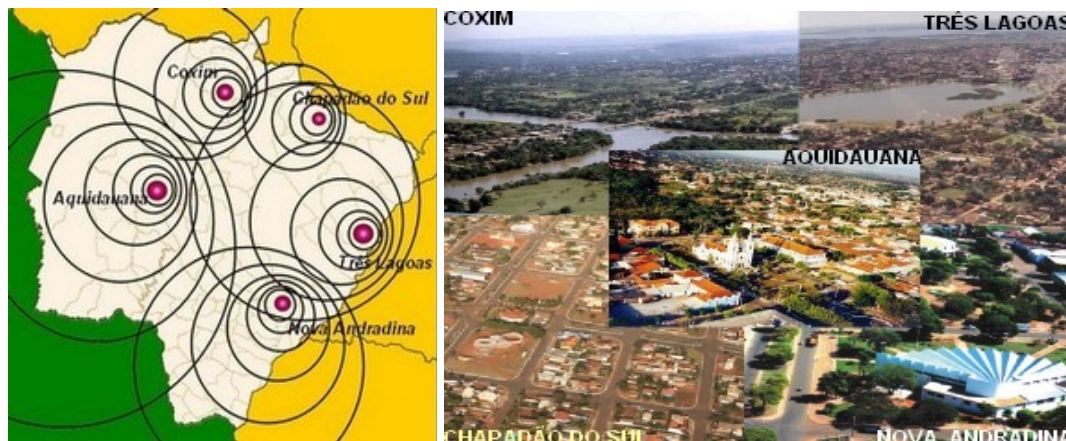 Coxim
Chapadão do Sul
Aquidauana
Três Lagoas
Nova Andradina
COXIM
TRÊS LAGOAS
AQUIDAUANA
CHAPADÃO DO SUL
NOVA ANDRADINA